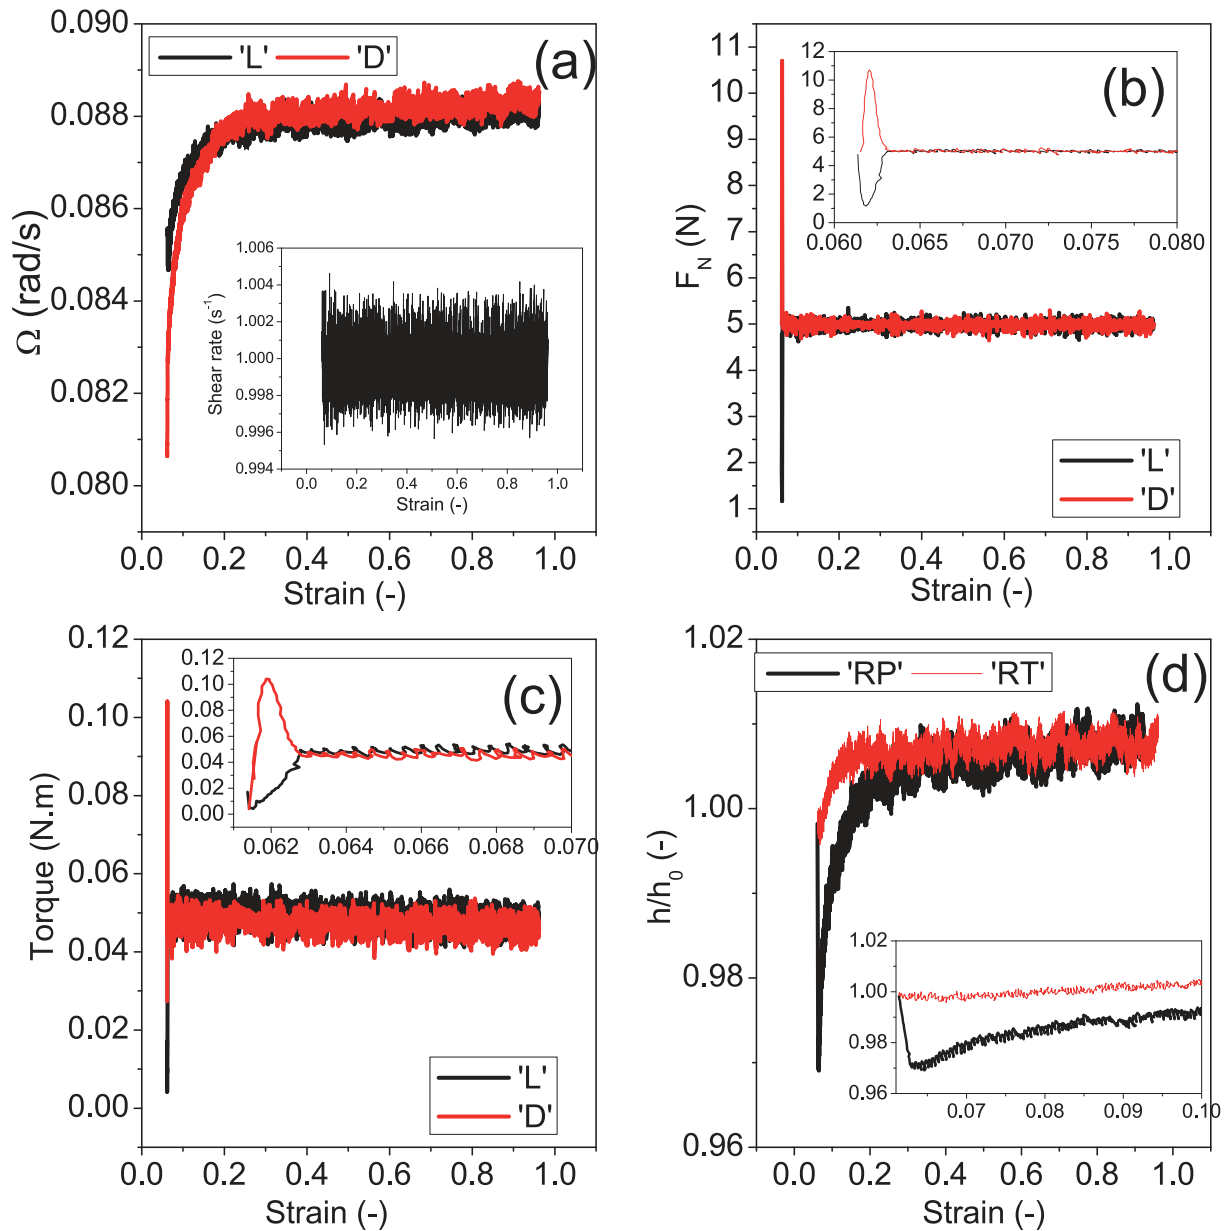 0.090
0.088
0.086
0.084
0.082
0.080
Ω (rad/s)
'L' 'D'
(a)
1.006
1.004
1.002
1.000
0.998
0.996
0.994
Shear rate (s⁻¹)
0.0 0.2 0.4 0.6 0.8 1.0
Strain (-)
0.0 0.2 0.4 0.6 0.8 1.0
Strain (-)
11
10
9
8
7
6
5
4
3
2
1
F_N (N)
(b)
12
10
8
6
4
2
0
0.060 0.065 0.070 0.075 0.080
'L'
'D'
0.0 0.2 0.4 0.6 0.8 1.0
Strain (-)
0.12
0.10
0.08
0.06
0.04
0.02
0.00
Torque (N.m)
(c)
0.12
0.10
0.08
0.06
0.04
0.02
0.00
0.062 0.064 0.066 0.068 0.070
'L'
'D'
0.0 0.2 0.4 0.6 0.8 1.0
Strain (-)
1.02
1.00
0.98
0.96
h/h₀ (-)
'RP' 'RT'
(d)
1.02
1.00
0.98
0.96
0.07 0.08 0.09 0.10
0.0 0.2 0.4 0.6 0.8 1.0
Strain (-)